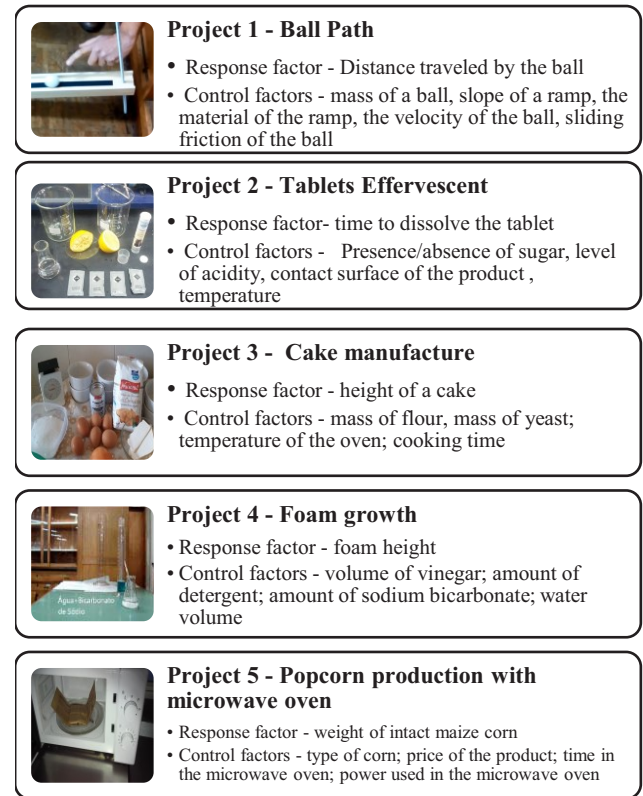 Project 1 - Ball Path
• Response factor - Distance traveled by the ball
• Control factors - mass of a ball, slope of a ramp, the
material of the ramp, the velocity of the ball, sliding
friction of the ball
Project 2 - Tablets Effervescent
• Response factor- time to dissolve the tablet
• Control factors - Presence/absence of sugar, level
of acidity, contact surface of the product ,
temperature
Project 3 - Cake manufacture
• Response factor - height of a cake
• Control factors - mass of flour, mass of yeast;
temperature of the oven; cooking time
Project 4 - Foam growth
• Response factor - foam height
• Control factors - volume of vinegar; amount of
detergent; amount of sodium bicarbonate; water
volume
Água+Bicarbonato
de Sódio
Project 5 - Popcorn production with
microwave oven
• Response factor - weight of intact maize corn
• Control factors - type of corn; price of the product; time in
the microwave oven; power used in the microwave oven